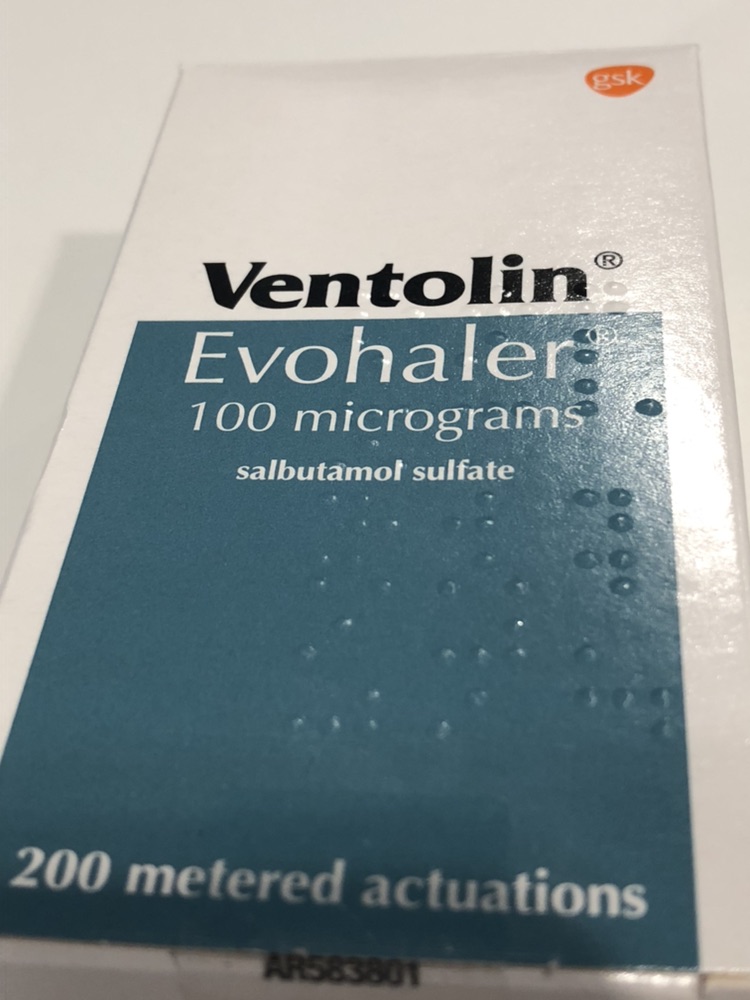 gsk
Ventolin®
Evohaler®
100 micrograms
salbutamol sulfate
200 metered actuations
AR583801